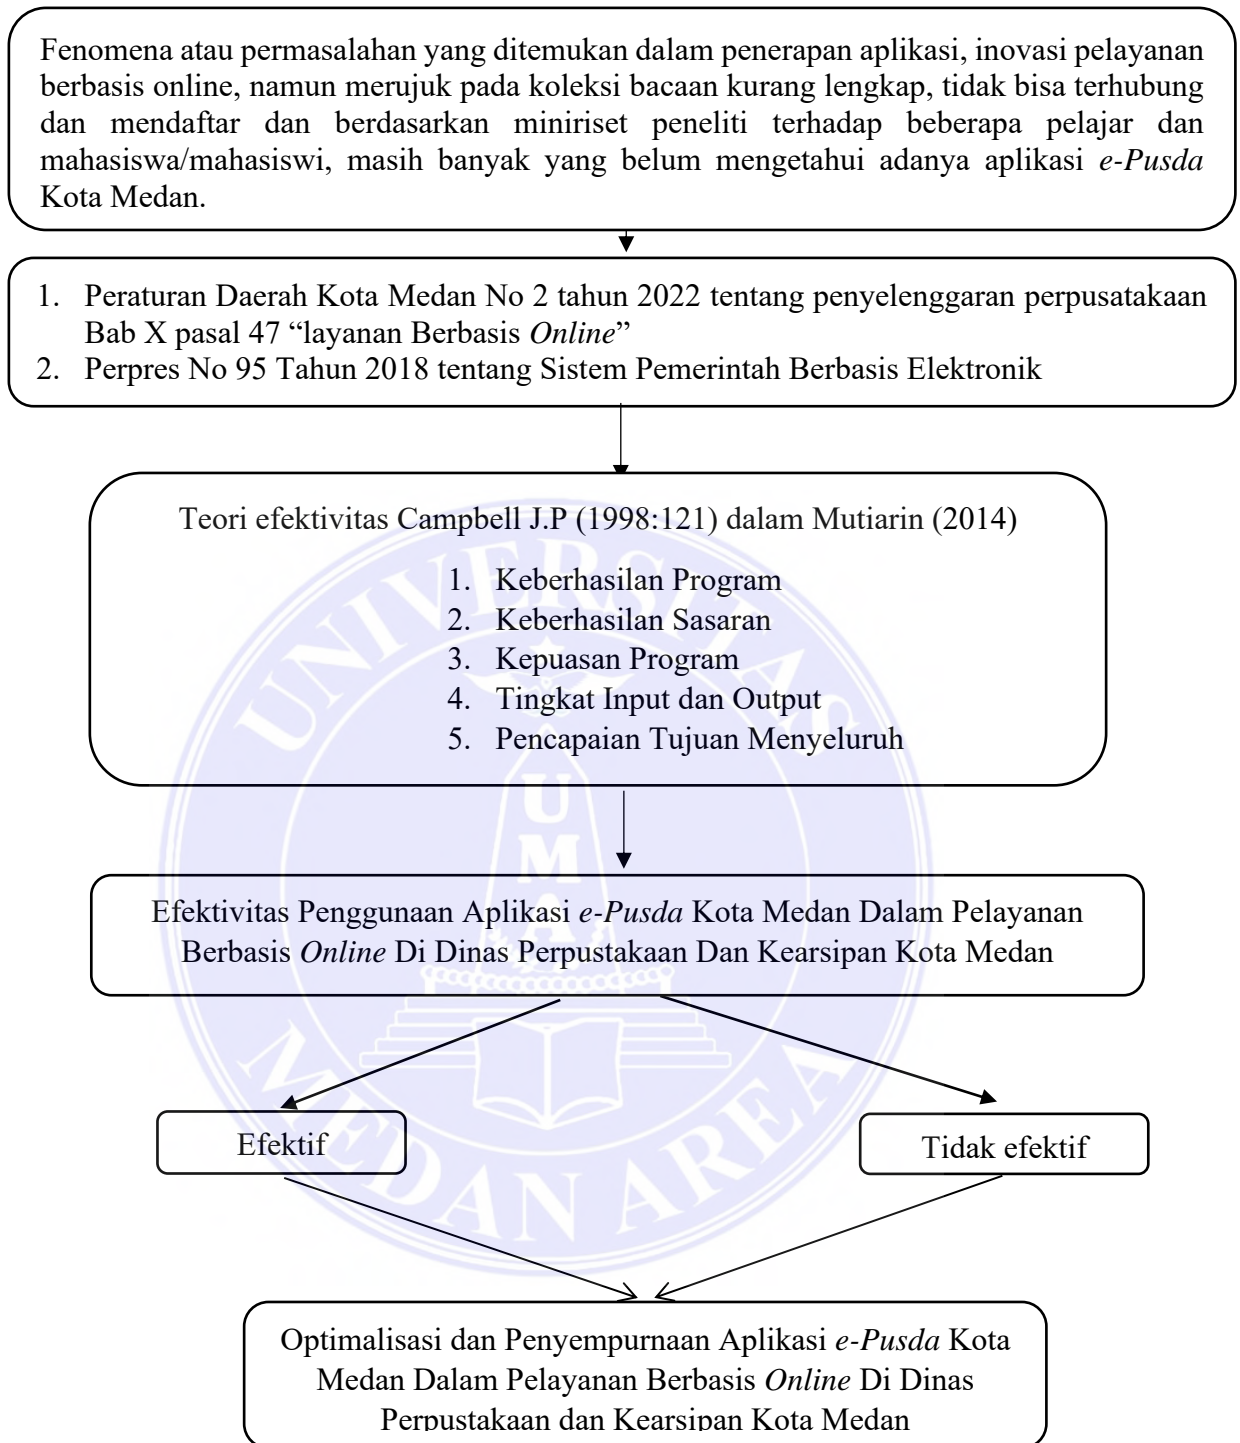 Fenomena atau permasalahan yang ditemukan dalam penerapan aplikasi, inovasi pelayanan
berbasis online, namun merujuk pada koleksi bacaan kurang lengkap, tidak bisa terhubung
dan mendaftar dan berdasarkan miniriset peneliti terhadap beberapa pelajar dan
mahasiswa/mahasiswi, masih banyak yang belum mengetahui adanya aplikasi e-Pusda
Kota Medan.
1. Peraturan Daerah Kota Medan No 2 tahun 2022 tentang penyelenggaran perpusatakaan
Bab X pasal 47 “layanan Berbasis Online”
2. Perpres No 95 Tahun 2018 tentang Sistem Pemerintah Berbasis Elektronik
Teori efektivitas Campbell J.P (1998:121) dalam Mutiarin (2014)
1. Keberhasilan Program
2. Keberhasilan Sasaran
3. Kepuasan Program
4. Tingkat Input dan Output
5. Pencapaian Tujuan Menyeluruh
Efektivitas Penggunaan Aplikasi e-Pusda Kota Medan Dalam Pelayanan
Berbasis Online Di Dinas Perpustakaan Dan Kearsipan Kota Medan
Efektif
Tidak efektif
Optimalisasi dan Penyempurnaan Aplikasi e-Pusda Kota
Medan Dalam Pelayanan Berbasis Online Di Dinas
Perpustakaan dan Kearsipan Kota Medan
UNIVERSITAS
UMA
MEDAN AREA